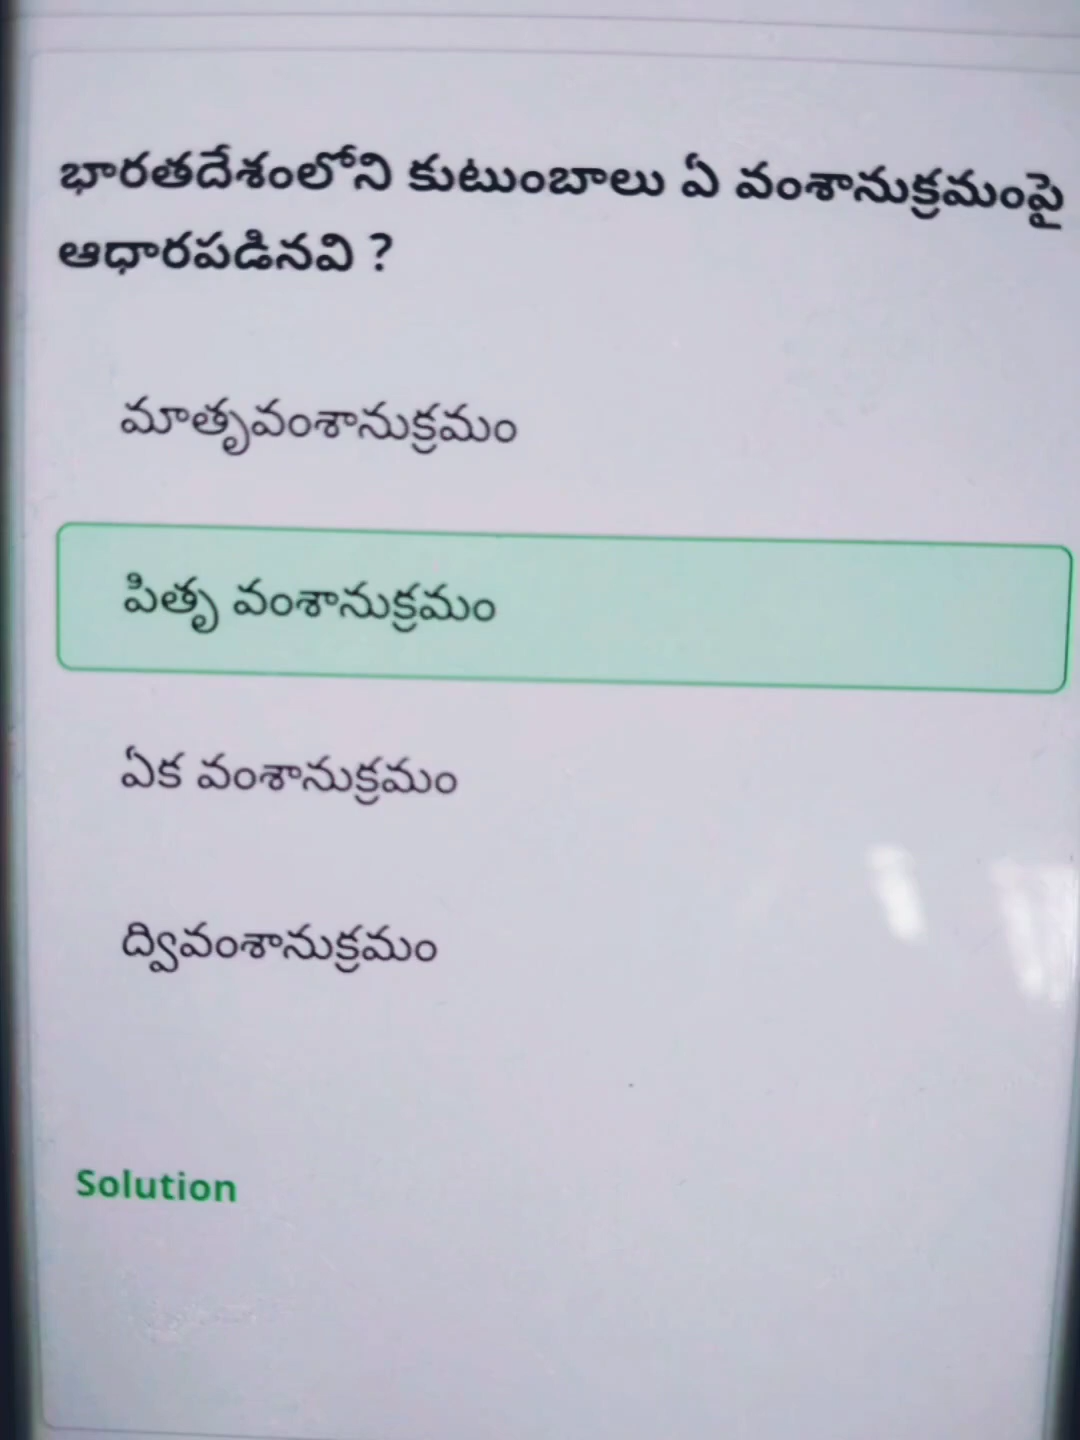 భారతదేశంలోని కుటుంబాలు ఏ వంశానుక్రమంపై
ఆధారపడినవి ?
మాతృవంశానుక్రమం
పితృ వంశానుక్రమం
ఏక వంశానుక్రమం
ద్వివంశానుక్రమం
Solution